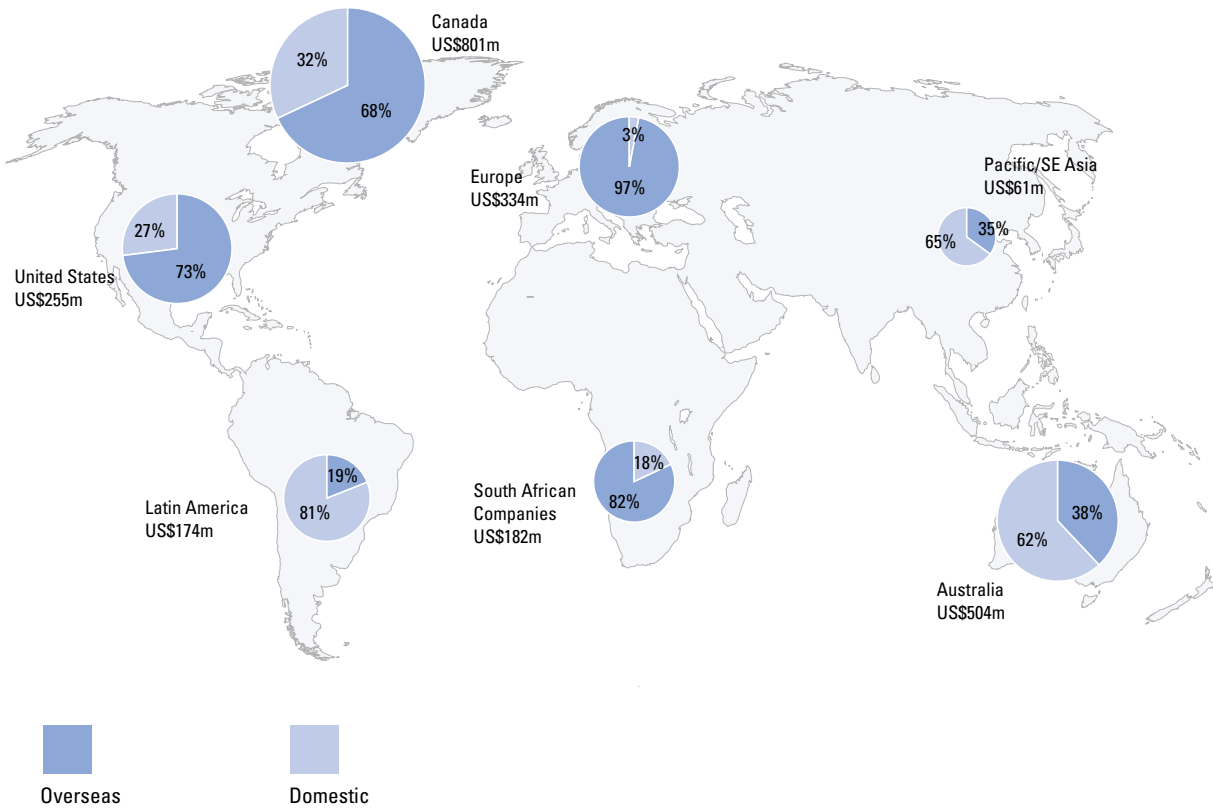 Canada
US$801m
32%
68%
Europe
US$334m
3%
97%
Pacific/SE Asia
US$61m
35%
65%
United States
US$255m
27%
73%
Latin America
US$174m
19%
81%
South African
Companies
US$182m
18%
82%
Australia
US$504m
38%
62%
Overseas
Domestic